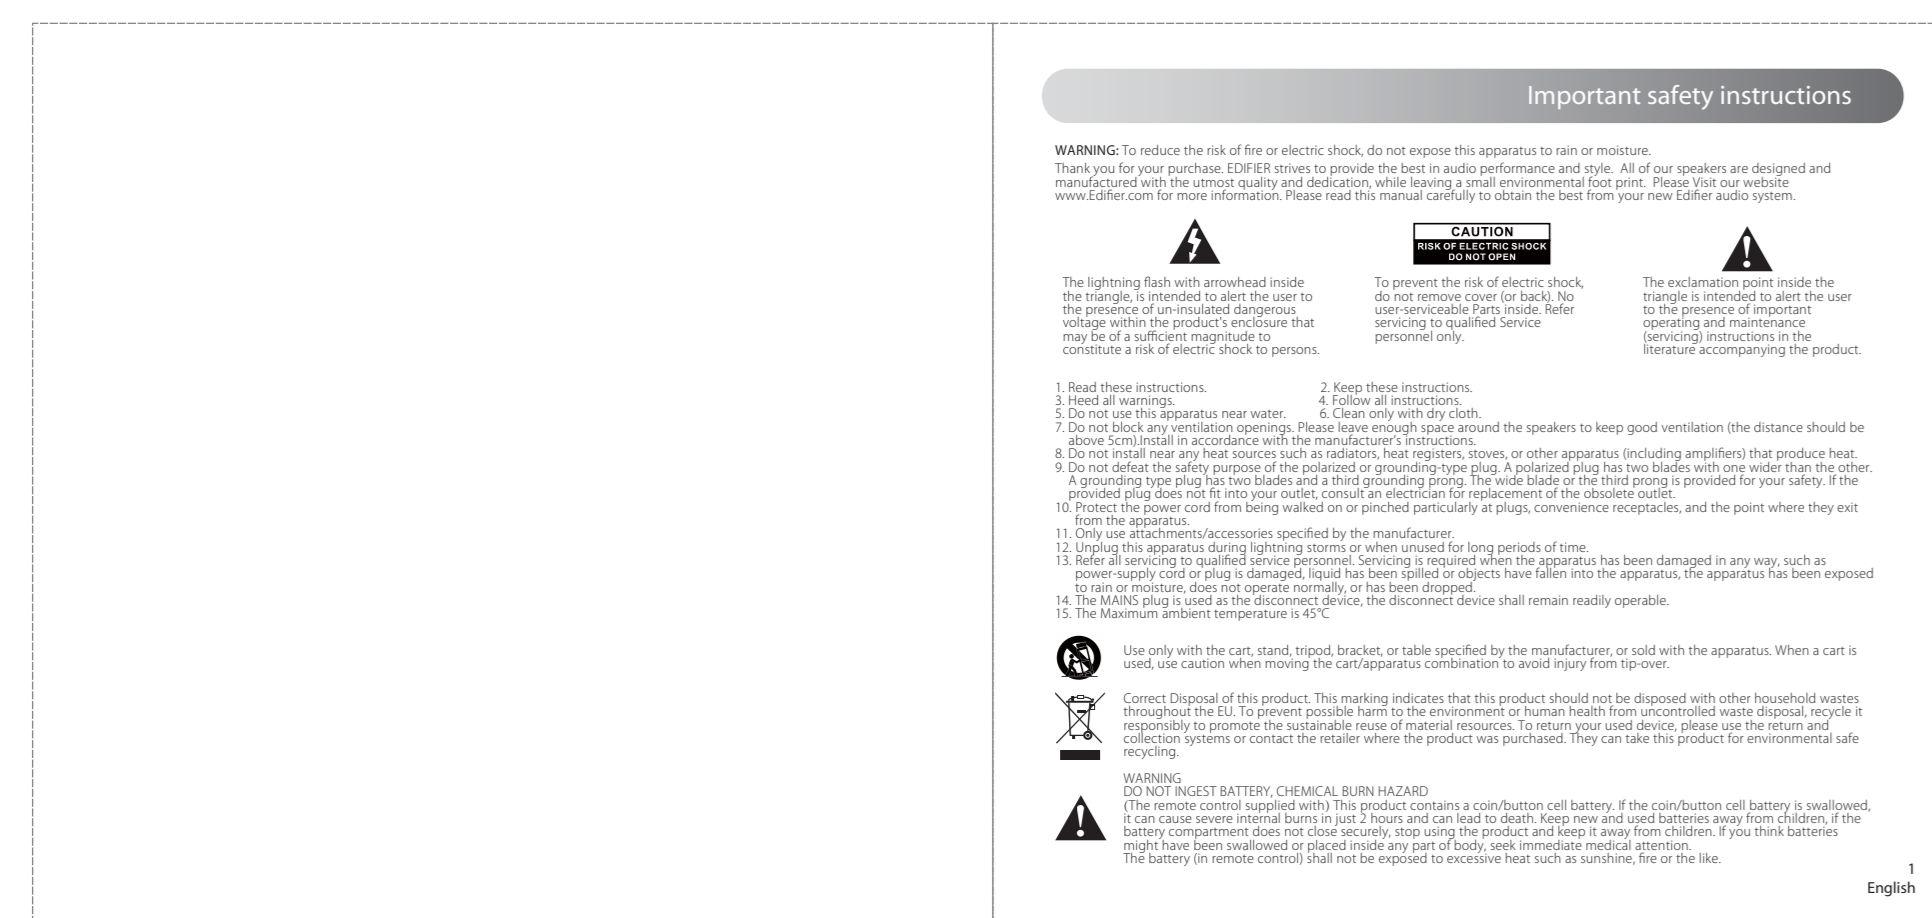 Important safety instructions
WARNING: To reduce the risk of fire or electric shock, do not expose this apparatus to rain or moisture.
Thank you for your purchase. EDIFIER strives to provide the best in audio performance and style.  All of our speakers are designed and
manufactured with the utmost quality and dedication, while leaving a small environmental foot print.  Please Visit our website
www.Edifier.com for more information. Please read this manual carefully to obtain the best from your new Edifier audio system.
The lightning flash with arrowhead inside
the triangle, is intended to alert the user to
the presence of un-insulated dangerous
voltage within the product's enclosure that
may be of a sufficient magnitude to
constitute a risk of electric shock to persons.
CAUTION
RISK OF ELECTRIC SHOCK
DO NOT OPEN
To prevent the risk of electric shock,
do not remove cover (or back). No
user-serviceable Parts inside. Refer
servicing to qualified Service
personnel only.
The exclamation point inside the
triangle is intended to alert the user
to the presence of important
operating and maintenance
(servicing) instructions in the
literature accompanying the product.
1. Read these instructions. 2. Keep these instructions.
3. Heed all warnings. 4. Follow all instructions.
5. Do not use this apparatus near water. 6. Clean only with dry cloth.
7. Do not block any ventilation openings. Please leave enough space around the speakers to keep good ventilation (the distance should be
above 5cm).Install in accordance with the manufacturer's instructions.
8. Do not install near any heat sources such as radiators, heat registers, stoves, or other apparatus (including amplifiers) that produce heat.
9. Do not defeat the safety purpose of the polarized or grounding-type plug. A polarized plug has two blades with one wider than the other.
A grounding type plug has two blades and a third grounding prong. The wide blade or the third prong is provided for your safety. If the
provided plug does not fit into your outlet, consult an electrician for replacement of the obsolete outlet.
10. Protect the power cord from being walked on or pinched particularly at plugs, convenience receptacles, and the point where they exit
from the apparatus.
11. Only use attachments/accessories specified by the manufacturer.
12. Unplug this apparatus during lightning storms or when unused for long periods of time.
13. Refer all servicing to qualified service personnel. Servicing is required when the apparatus has been damaged in any way, such as
power-supply cord or plug is damaged, liquid has been spilled or objects have fallen into the apparatus, the apparatus has been exposed
to rain or moisture, does not operate normally, or has been dropped.
14. The MAINS plug is used as the disconnect device, the disconnect device shall remain readily operable.
15. The Maximum ambient temperature is 45°C
Use only with the cart, stand, tripod, bracket, or table specified by the manufacturer, or sold with the apparatus. When a cart is
used, use caution when moving the cart/apparatus combination to avoid injury from tip-over.
Correct Disposal of this product. This marking indicates that this product should not be disposed with other household wastes
throughout the EU. To prevent possible harm to the environment or human health from uncontrolled waste disposal, recycle it
responsibly to promote the sustainable reuse of material resources. To return your used device, please use the return and
collection systems or contact the retailer where the product was purchased. They can take this product for environmental safe
recycling.
WARNING
DO NOT INGEST BATTERY, CHEMICAL BURN HAZARD
(The remote control supplied with) This product contains a coin/button cell battery. If the coin/button cell battery is swallowed,
it can cause severe internal burns in just 2 hours and can lead to death. Keep new and used batteries away from children, if the
battery compartment does not close securely, stop using the product and keep it away from children. If you think batteries
might have been swallowed or placed inside any part of body, seek immediate medical attention.
The battery (in remote control) shall not be exposed to excessive heat such as sunshine, fire or the like.
1
English